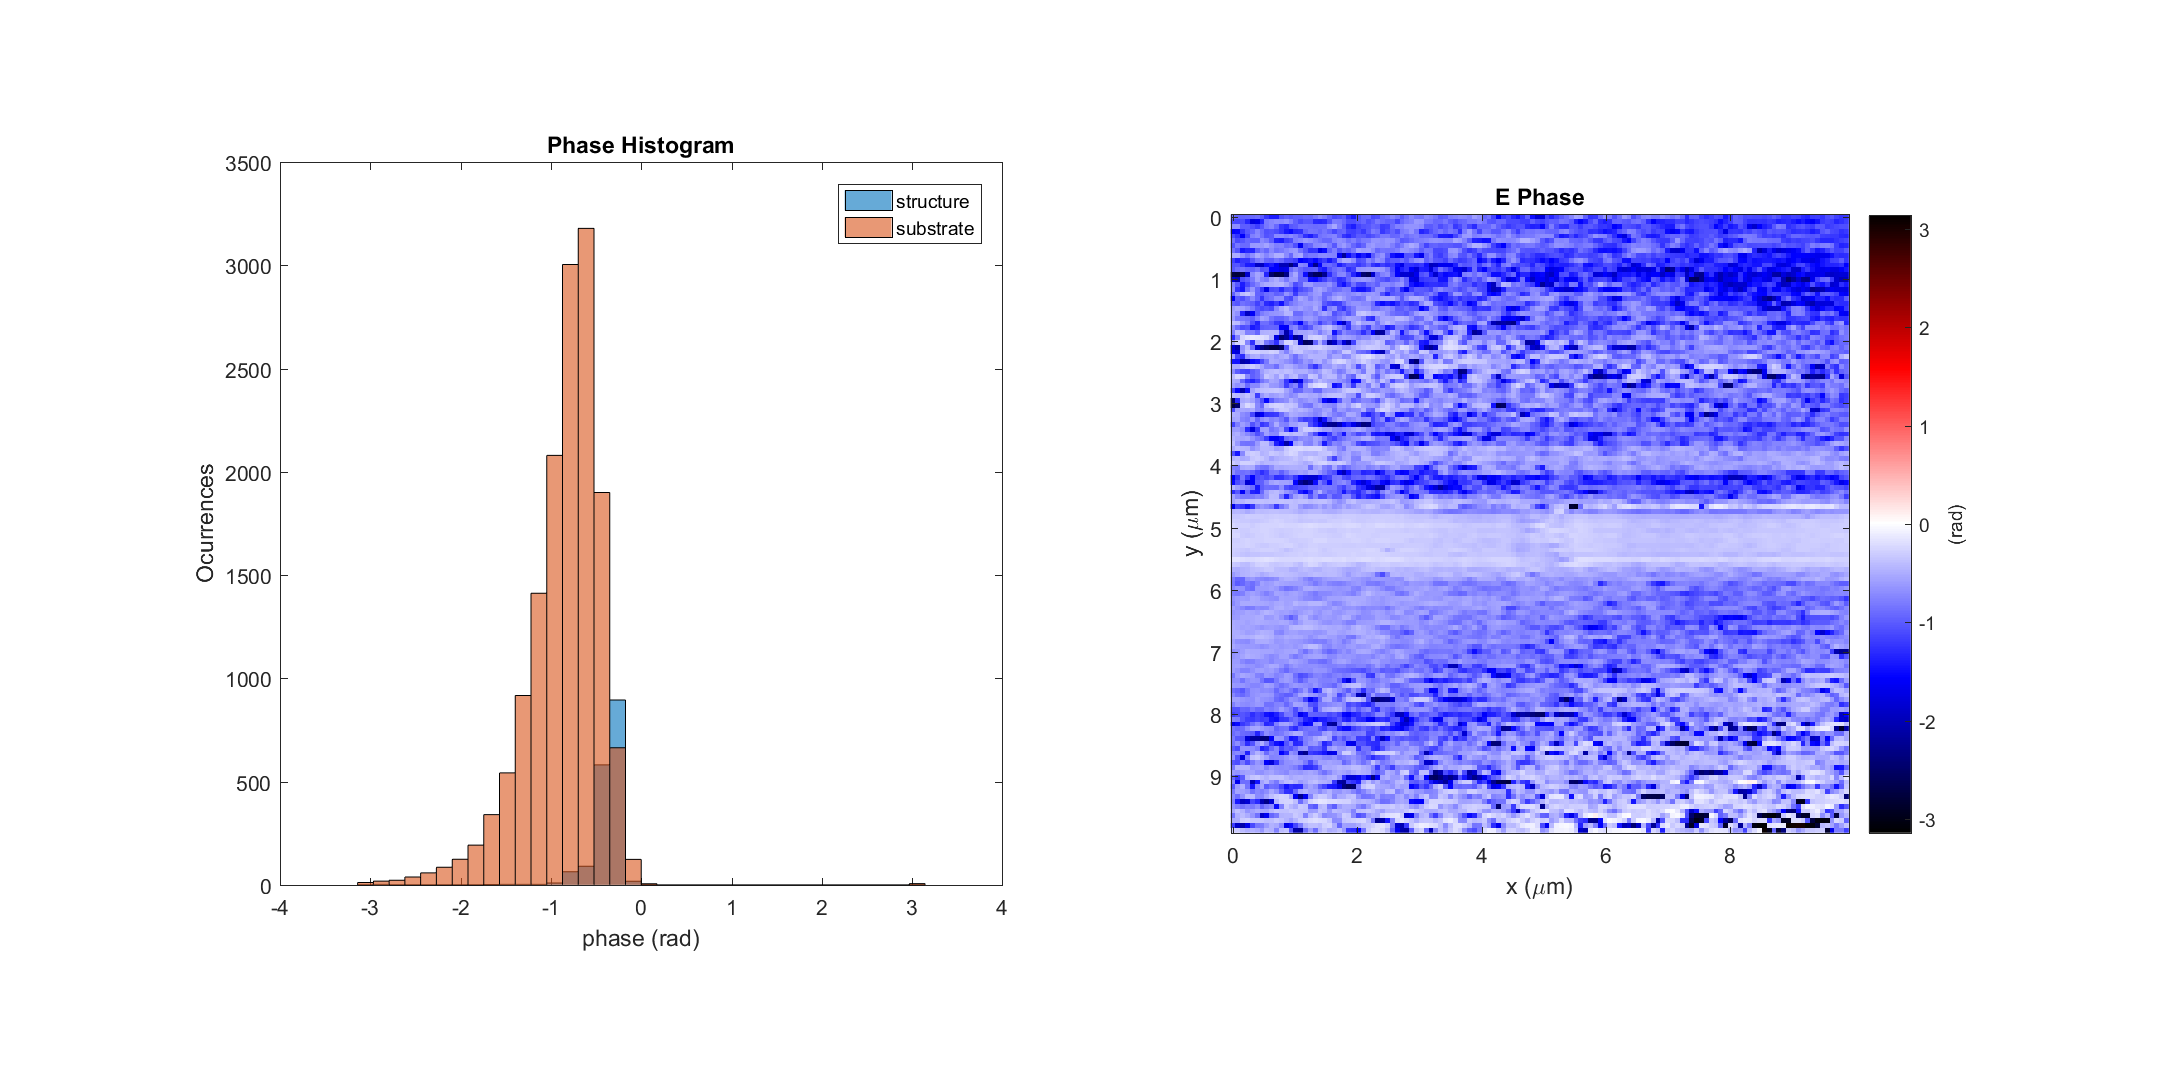 Phase Histogram
3500
3000
2500
2000
1500
1000
500
0
Ocurrences
-4 -3 -2 -1 0 1 2 3 4
phase (rad)
structure
substrate
E Phase
0
1
2
3
4
5
6
7
8
9
y (μm)
0 2 4 6 8
x (μm)
3
2
1
0
-1
-2
-3
(rad)